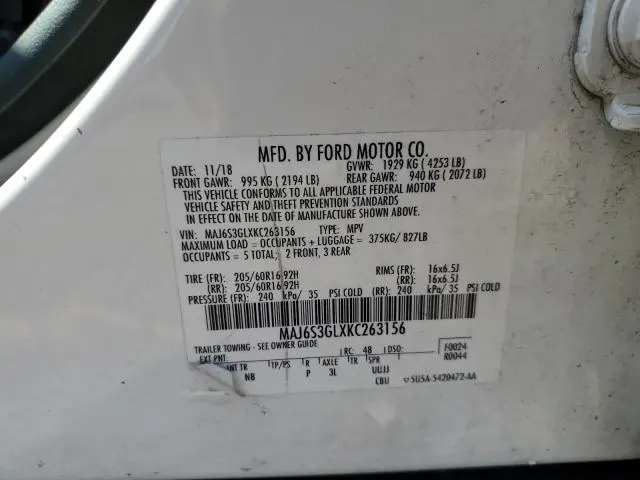 MFD. BY FORD MOTOR CO.
DATE: 11/18 GVWR: 1929 KG ( 4253 LB)
FRONT GAWR: 995 KG ( 2194 LB) REAR GAWR: 940 KG ( 2072 LB)
THIS VEHICLE CONFORMS TO ALL APPLICABLE FEDERAL MOTOR
VEHICLE SAFETY AND THEFT PREVENTION STANDARDS
IN EFFECT ON THE DATE OF MANUFACTURE SHOWN ABOVE.
VIN: MAJ6S3GLXKC263156 TYPE: MPV
MAXIMUM LOAD = OCCUPANTS + LUGGAGE = 375KG/ 827LB
OCCUPANTS = 5 TOTAL; 2 FRONT, 3 REAR
TIRE (FR): 205/60R16 92H RIMS (FR): 16x6.5J
(RR): 205/60R16 92H (RR): 16x6.5J
PRESSURE (FR): 240 kPa/ 35 PSI COLD (RR): 240 kPa/ 35 PSI COLD
MAJ6S3GLXKC263156
TRAILER TOWING - SEE OWNER GUIDE F0024
EXT PNT: RC: 48 DSO: R0044
INT TR TP/PS R AXLE TR SPR UUJJ
NB P 3L CBU SU5A-5420472-AA